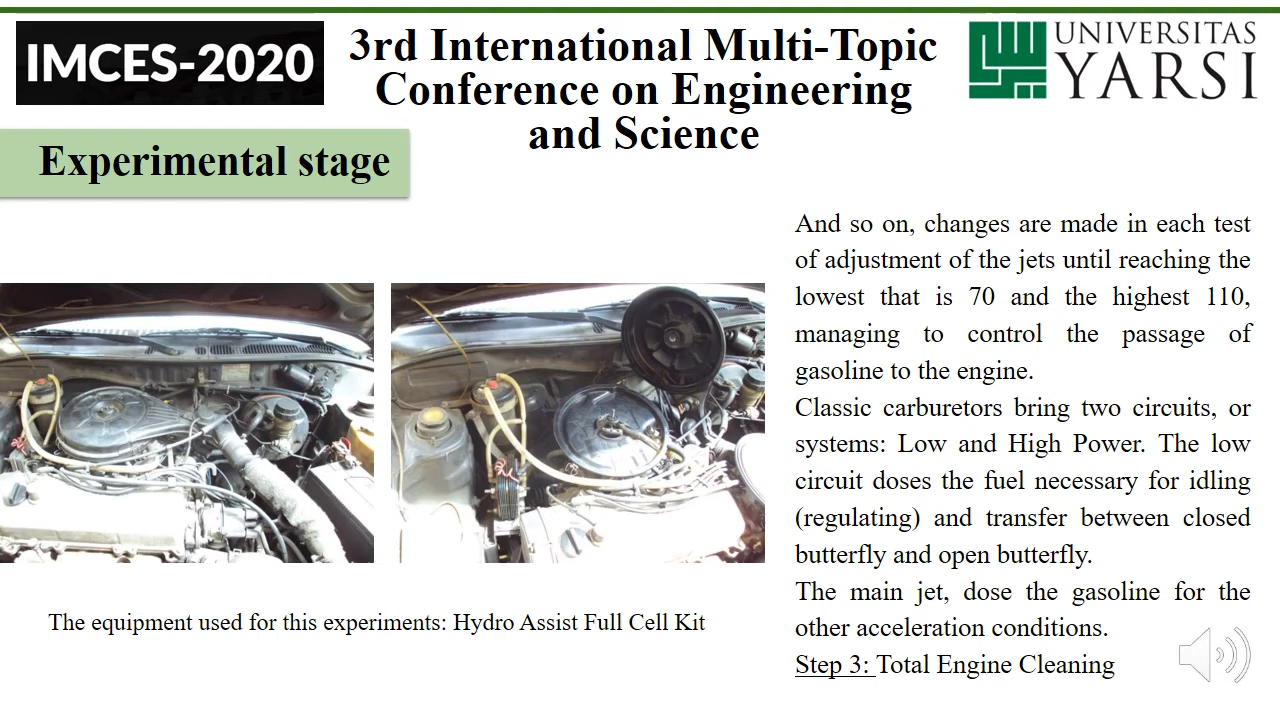 IMCES-2020
3rd International Multi-Topic
Conference on Engineering
and Science
UNIVERSITAS
YARSI
Experimental stage
And so on, changes are made in each test
of adjustment of the jets until reaching the
lowest that is 70 and the highest 110,
managing to control the passage of
gasoline to the engine.
Classic carburetors bring two circuits, or
systems: Low and High Power. The low
circuit doses the fuel necessary for idling
(regulating) and transfer between closed
butterfly and open butterfly.
The main jet, dose the gasoline for the
other acceleration conditions.
Step 3: Total Engine Cleaning
The equipment used for this experiments: Hydro Assist Full Cell Kit